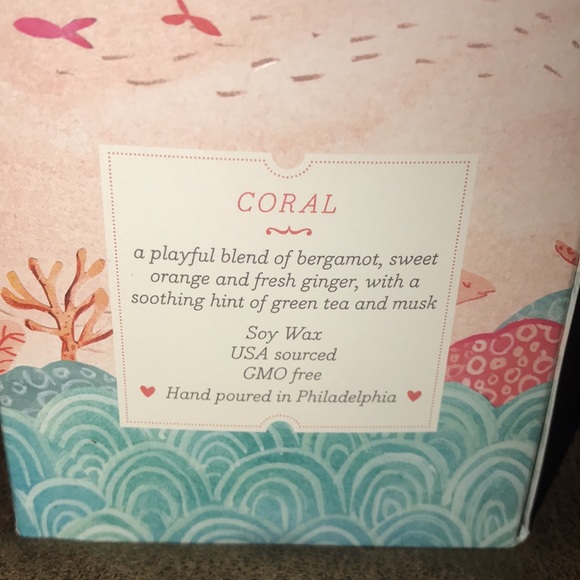 CORAL
a playful blend of bergamot, sweet
orange and fresh ginger, with a
soothing hint of green tea and musk
Soy Wax
USA sourced
GMO free
Hand poured in Philadelphia